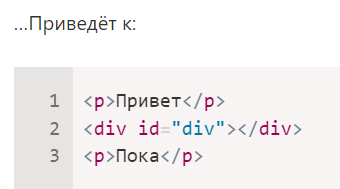 ...Приведёт к:
1 <p>Привет</p>
2 <div id="div"></div>
3 <p>Пока</p>